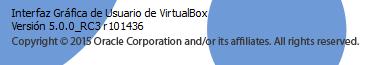 Interfaz Gráfica de Usuario de VirtualBox
Versión 5.0.0_RC3 r101436
Copyright © 2015 Oracle Corporation and/or its affiliates. All rights reserved.